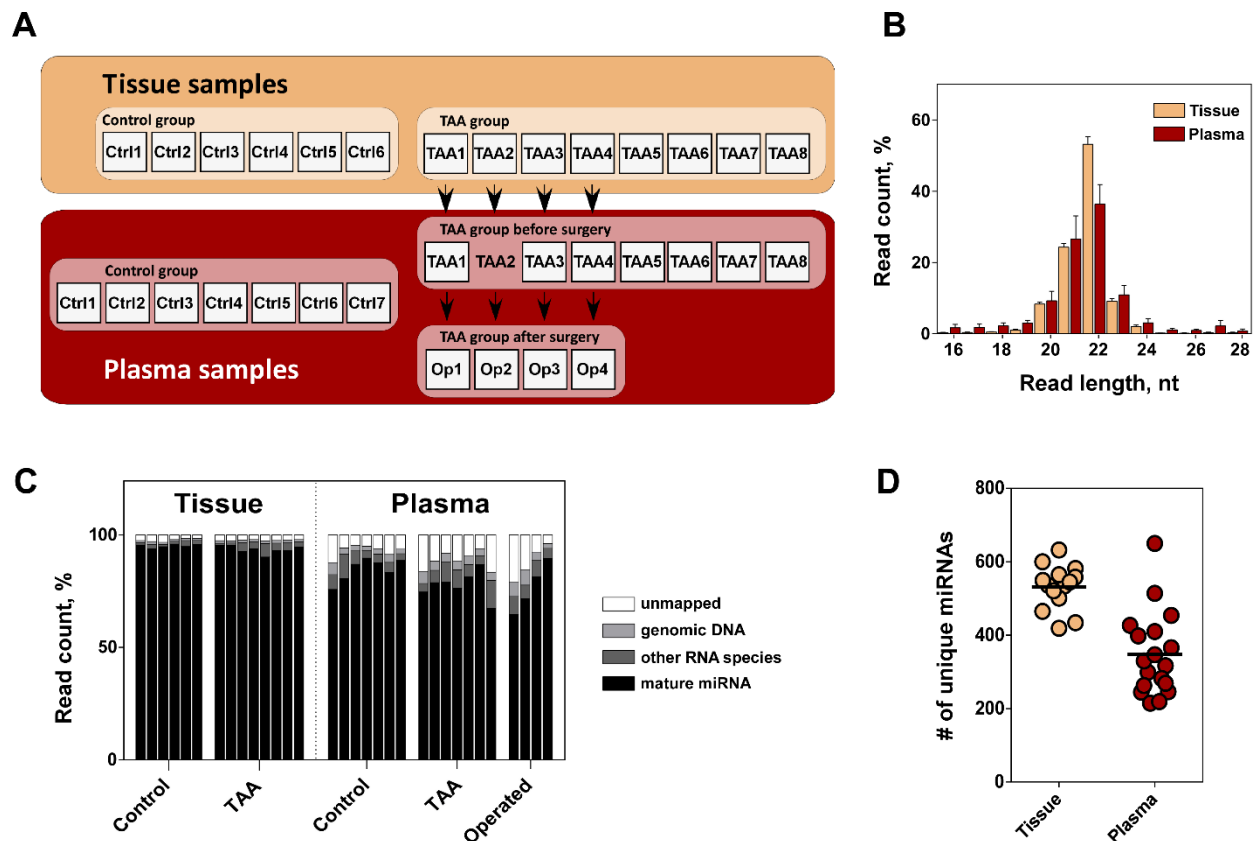 A
Tissue samples
Control group
Ctrl1 Ctrl2 Ctrl3 Ctrl4 Ctrl5 Ctrl6
TAA group
TAA1 TAA2 TAA3 TAA4 TAA5 TAA6 TAA7 TAA8
TAA group before surgery
TAA1 TAA2 TAA3 TAA4 TAA5 TAA6 TAA7 TAA8
Control group
Ctrl1 Ctrl2 Ctrl3 Ctrl4 Ctrl5 Ctrl6 Ctrl7
TAA group after surgery
Op1 Op2 Op3 Op4
Plasma samples
B
Tissue
Plasma
Read count, %
60
40
20
0
16 18 20 22 24 26 28
Read length, nt
C
Tissue Plasma
Read count, %
100
50
0
Control TAA Control TAA Operated
unmapped
genomic DNA
other RNA species
mature miRNA
D
# of unique miRNAs
800
600
400
200
0
Tissue Plasma